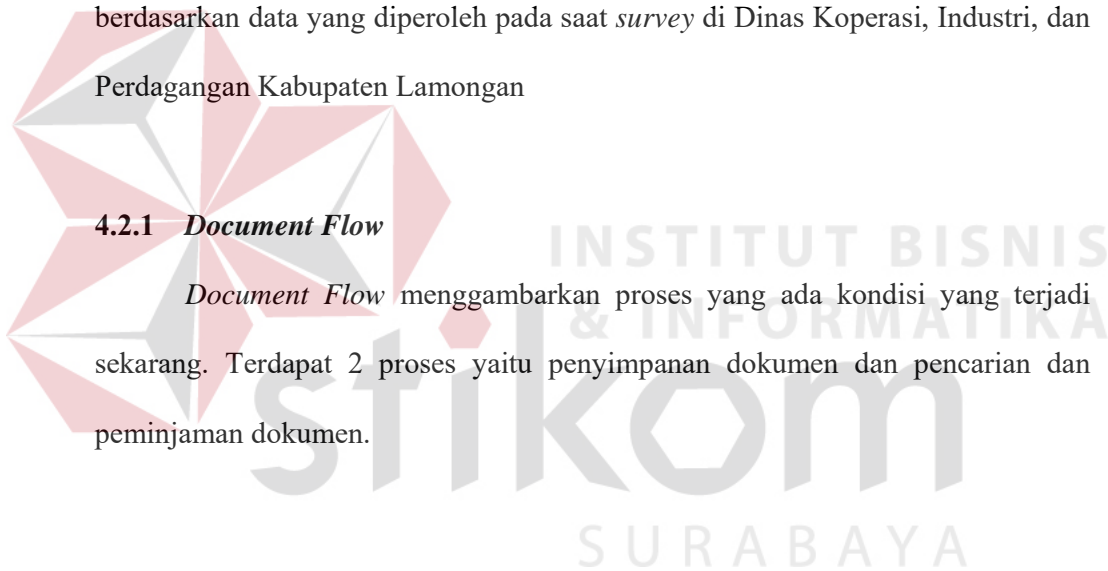 berdasarkan data yang diperoleh pada saat survey di Dinas Koperasi, Industri, dan
Perdagangan Kabupaten Lamongan
4.2.1 Document Flow
INSTITUT BISNIS
Document Flow menggambarkan proses yang ada kondisi yang terjadi
& INFORMATIKA
sekarang. Terdapat 2 proses yaitu penyimpanan dokumen dan pencarian dan
peminjaman dokumen.
stikom
SURABAYA